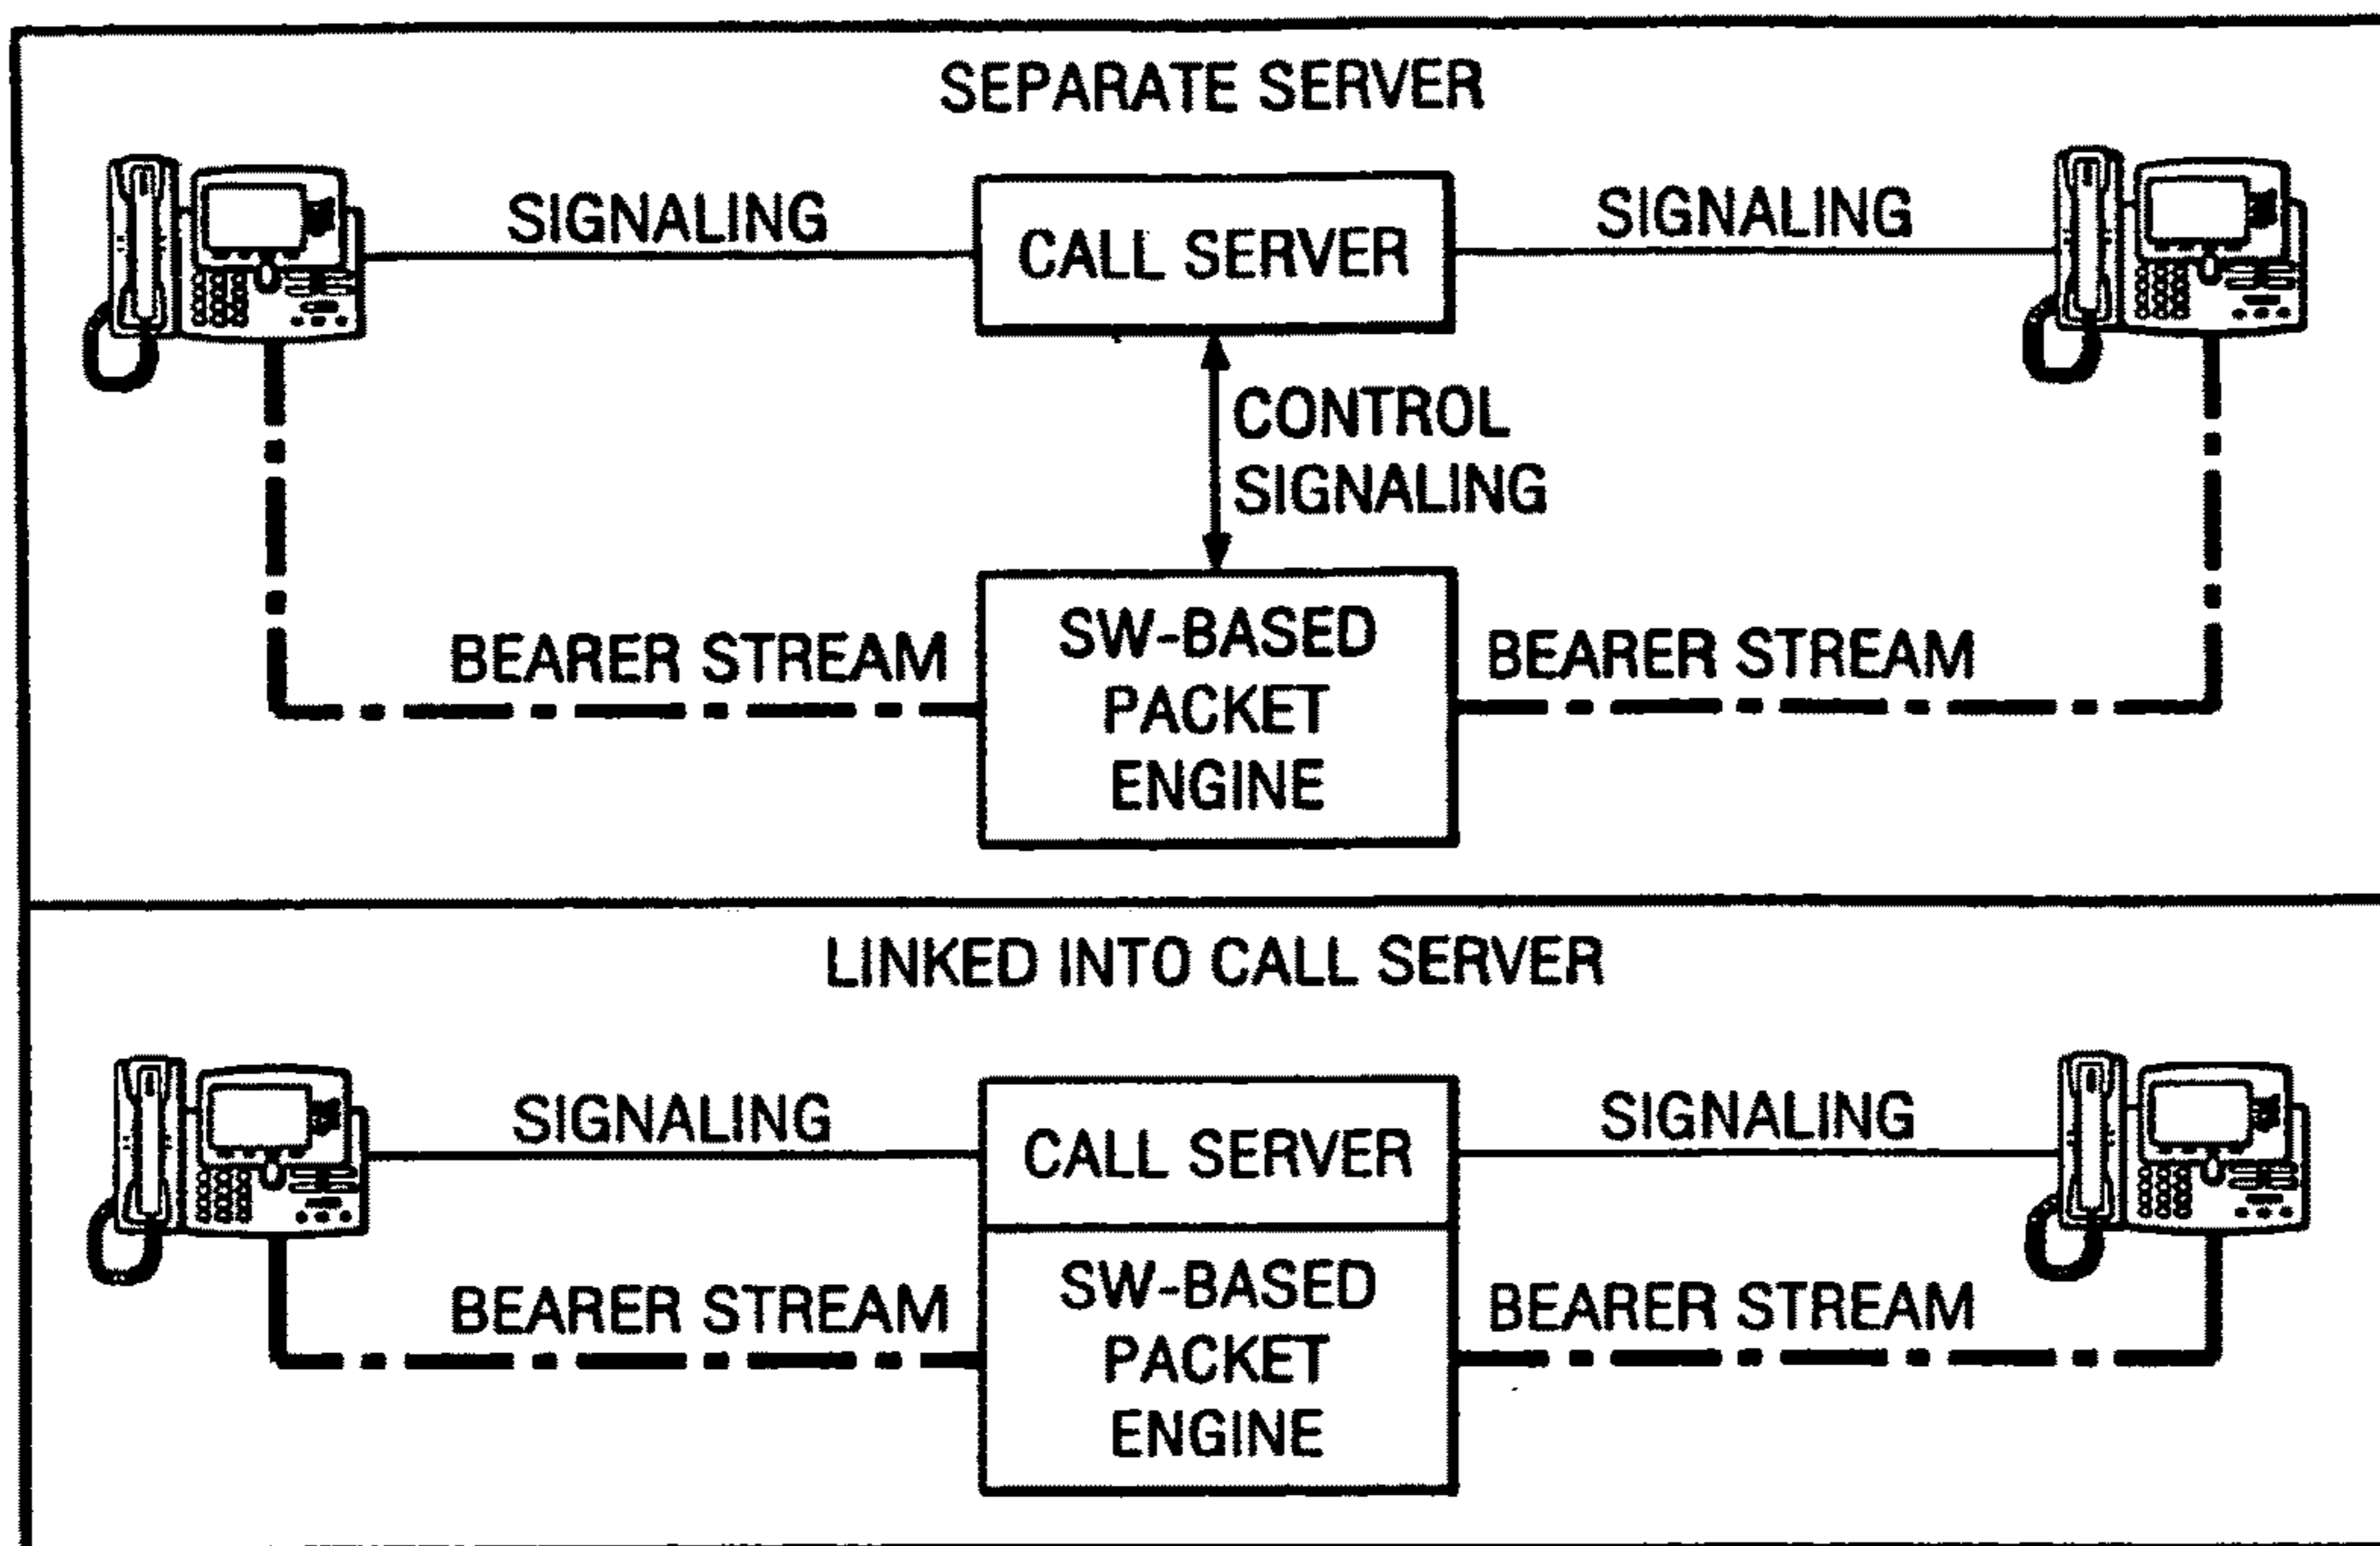 SEPARATE SERVER
SIGNALING
CALL SERVER
SIGNALING
CONTROL
SIGNALING
BEARER STREAM
SW-BASED
PACKET
ENGINE
BEARER STREAM
LINKED INTO CALL SERVER
SIGNALING
CALL SERVER
SIGNALING
BEARER STREAM
SW-BASED
PACKET
ENGINE
BEARER STREAM